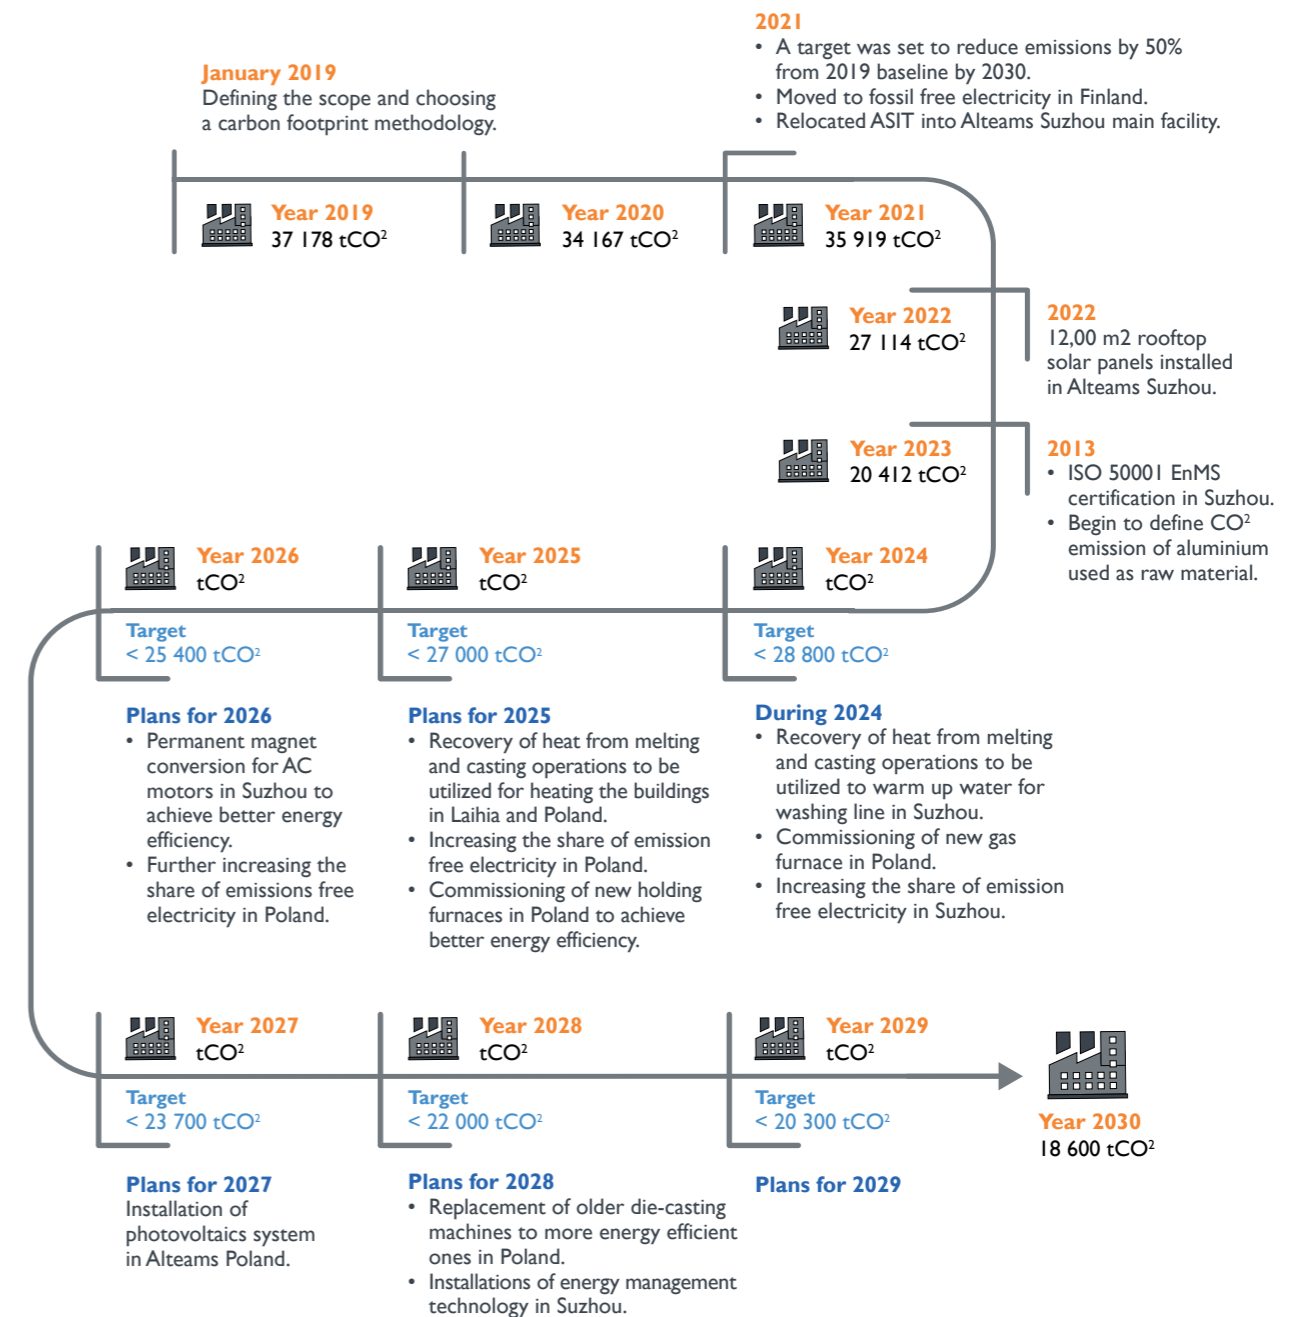 January 2019
Defining the scope and choosing
a carbon footprint methodology.
2021
• A target was set to reduce emissions by 50%
from 2019 baseline by 2030.
• Moved to fossil free electricity in Finland.
• Relocated ASIT into Alteams Suzhou main facility.
Year 2019
37 178 tCO²
Year 2020
34 167 tCO²
Year 2021
35 919 tCO²
Year 2022
27 114 tCO²
2022
12,00 m2 rooftop
solar panels installed
in Alteams Suzhou.
Year 2023
20 412 tCO²
2013
• ISO 50001 EnMS
certification in Suzhou.
• Begin to define CO²
emission of aluminium
used as raw material.
Year 2026
tCO²
Target
< 25 400 tCO²
Plans for 2026
• Permanent magnet
conversion for AC
motors in Suzhou to
achieve better energy
efficiency.
• Further increasing the
share of emissions free
electricity in Poland.
Year 2025
tCO²
Target
< 27 000 tCO²
Plans for 2025
• Recovery of heat from melting
and casting operations to be
utilized for heating the buildings
in Laihia and Poland.
• Increasing the share of emission
free electricity in Poland.
• Commissioning of new holding
furnaces in Poland to achieve
better energy efficiency.
Year 2024
tCO²
Target
< 28 800 tCO²
During 2024
• Recovery of heat from melting
and casting operations to be
utilized to warm up water for
washing line in Suzhou.
• Commissioning of new gas
furnace in Poland.
• Increasing the share of emission
free electricity in Suzhou.
Year 2027
tCO²
Target
< 23 700 tCO²
Plans for 2027
Installation of
photovoltaics system
in Alteams Poland.
Year 2028
tCO²
Target
< 22 000 tCO²
Plans for 2028
• Replacement of older die-casting
machines to more energy efficient
ones in Poland.
• Installations of energy management
technology in Suzhou.
Year 2029
tCO²
Target
< 20 300 tCO²
Plans for 2029
Year 2030
18 600 tCO²